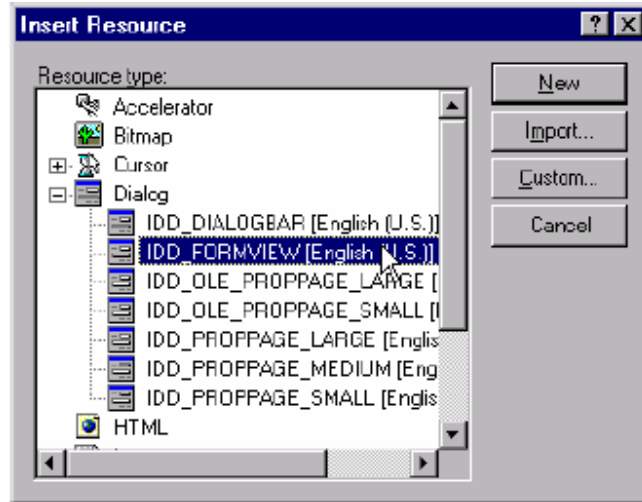 Insert Resource
Resource type:
Accelerator
Bitmap
Cursor
Dialog
IDD_DIALOGBAR [English (U.S.)]
IDD_FORMVIEW [English (U.S.)]
IDD_OLE_PROPPAGE_LARGE [
IDD_OLE_PROPPAGE_SMALL [
IDD_PROPPAGE_LARGE [Englis
IDD_PROPPAGE_MEDIUM [Eng
IDD_PROPPAGE_SMALL [Englis
HTML
New
Import...
Custom...
Cancel